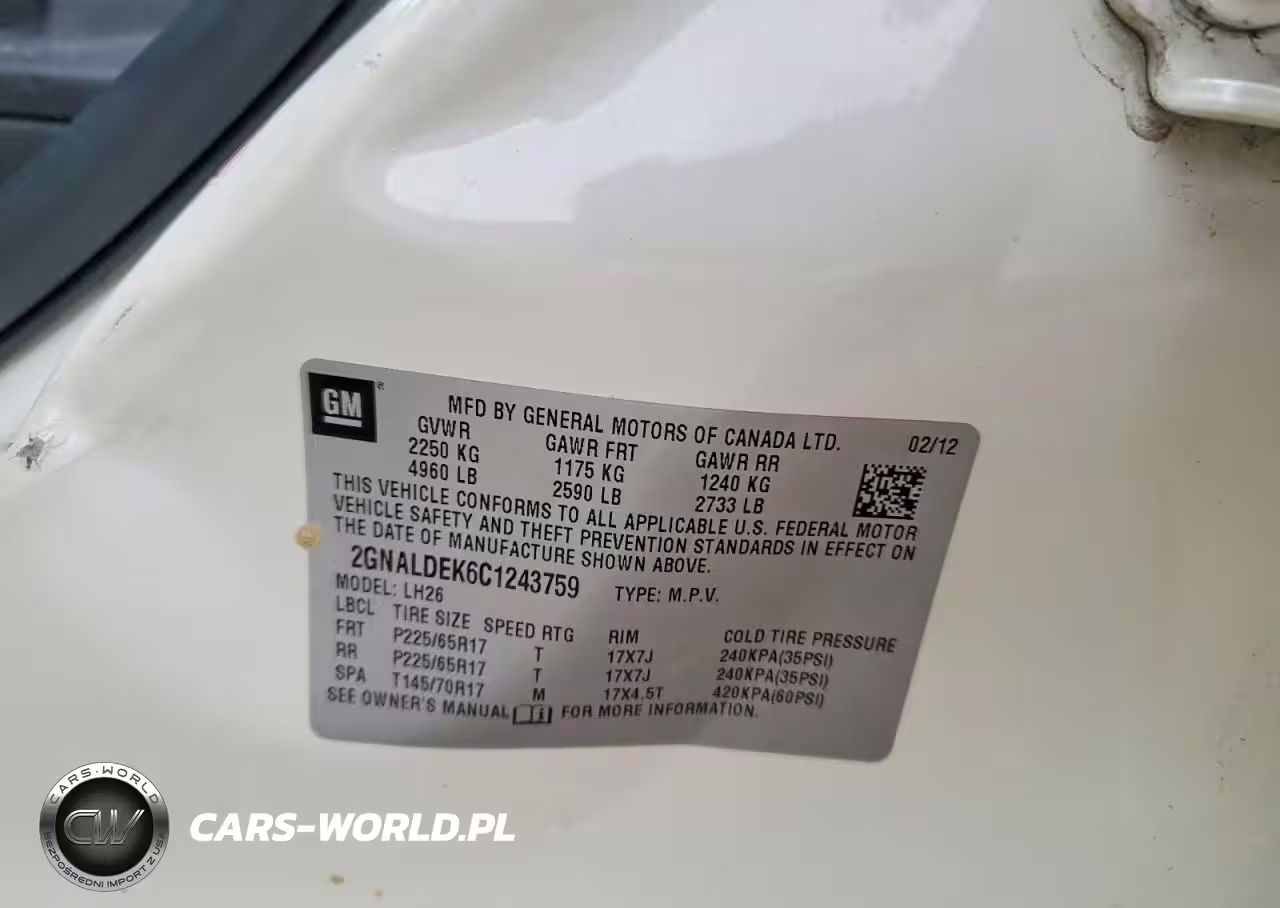 GM ®
MFD BY GENERAL MOTORS OF CANADA LTD. 02/12
GVWR GAWR FRT GAWR RR
2250 KG 1175 KG 1240 KG
4960 LB 2590 LB 2733 LB
THIS VEHICLE CONFORMS TO ALL APPLICABLE U.S. FEDERAL MOTOR
VEHICLE SAFETY AND THEFT PREVENTION STANDARDS IN EFFECT ON
THE DATE OF MANUFACTURE SHOWN ABOVE.
2GNALDEK6C1243759 TYPE: M.P.V.
MODEL: LH26
LBCL TIRE SIZE SPEED RTG RIM COLD TIRE PRESSURE
FRT P225/65R17 T 17X7J 240KPA(35PSI)
RR P225/65R17 T 17X7J 240KPA(35PSI)
SPA T145/70R17 M 17X4.5T 420KPA(60PSI)
SEE OWNER'S MANUAL i FOR MORE INFORMATION.
CARS-WORLD
CW
BEZPOŚREDNI IMPORT Z USA
CARS-WORLD.PL